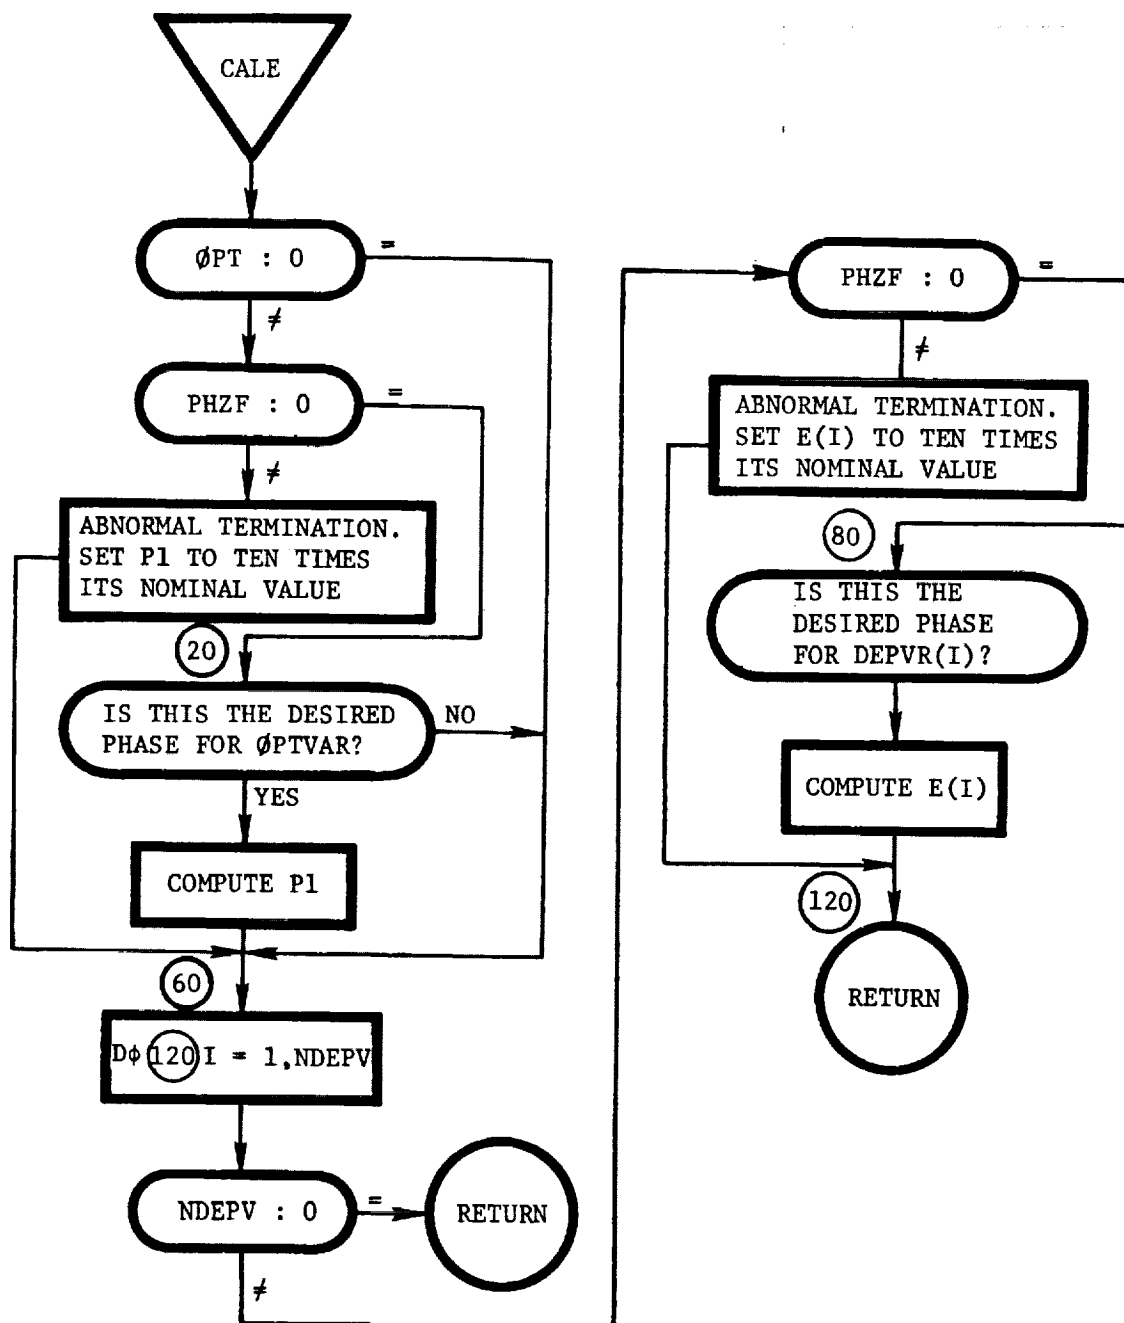 CALE
ØPT : 0
=
≠
PHZF : 0
=
≠
ABNORMAL TERMINATION.
SET P1 TO TEN TIMES
ITS NOMINAL VALUE
20
IS THIS THE DESIRED
PHASE FOR ØPTVAR?
NO
YES
COMPUTE P1
60
Dϕ 120 I = 1,NDEPV
NDEPV : 0
=
RETURN
≠
PHZF : 0
=
≠
ABNORMAL TERMINATION.
SET E(I) TO TEN TIMES
ITS NOMINAL VALUE
80
IS THIS THE
DESIRED PHASE
FOR DEPVR(I)?
COMPUTE E(I)
120
RETURN